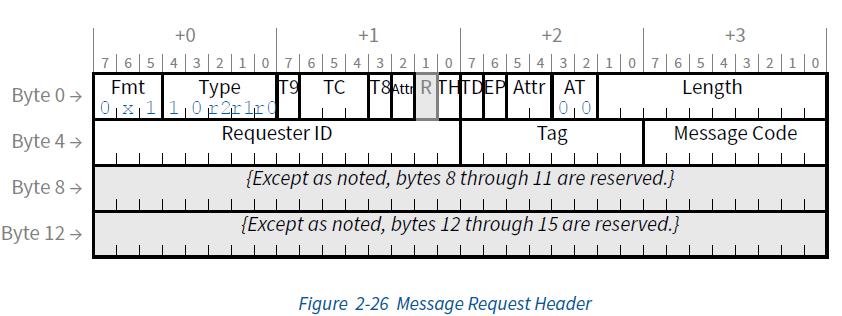 +0 +1 +2 +3
7 6 5 4 3 2 1 0 7 6 5 4 3 2 1 0 7 6 5 4 3 2 1 0 7 6 5 4 3 2 1 0
Byte 0 → Fmt Type T9 TC T8 Attr R TH TD EP Attr AT Length
0 x 1 1 0 r2 r1 r0 0 0
Byte 4 → Requester ID Tag Message Code
Byte 8 → {Except as noted, bytes 8 through 11 are reserved.}
Byte 12 → {Except as noted, bytes 12 through 15 are reserved.}
Figure 2-26 Message Request Header